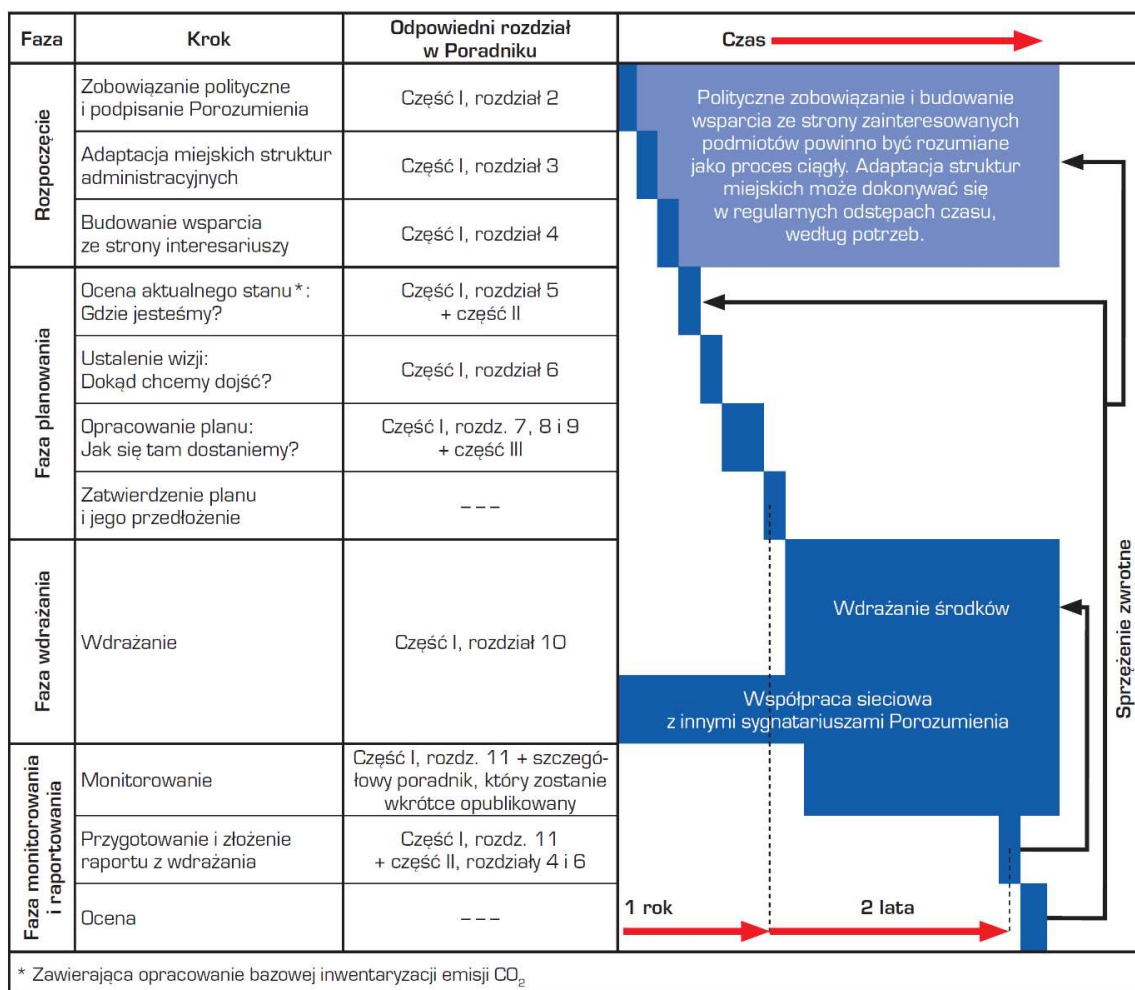 Faza
Krok
Odpowiedni rozdział
w Poradniku
Czas
Rozpoczęcie
Zobowiązanie polityczne
i podpisanie Porozumienia
Część I, rozdział 2
Adaptacja miejskich struktur
administracyjnych
Część I, rozdział 3
Budowanie wsparcia
ze strony interesariuszy
Część I, rozdział 4
Polityczne zobowiązanie i budowanie
wsparcia ze strony zainteresowanych
podmiotów powinno być rozumiane
jako proces ciągły. Adaptacja struktur
miejskich może dokonywać się
w regularnych odstępach czasu,
według potrzeb.
Faza planowania
Ocena aktualnego stanu*:
Gdzie jesteśmy?
Część I, rozdział 5
+ część II
Ustalenie wizji:
Dokąd chcemy dojść?
Część I, rozdział 6
Opracowanie planu:
Jak się tam dostaniemy?
Część I, rozdz. 7, 8 i 9
+ część III
Zatwierdzenie planu
i jego przedłożenie
– – –
Faza wdrażania
Wdrażanie
Część I, rozdział 10
Wdrażanie środków
Współpraca sieciowa
z innymi sygnatariuszami Porozumienia
Sprzężenie zwrotne
Faza monitorowania
i raportowania
Monitorowanie
Część I, rozdz. 11 + szczegó-
łowy poradnik, który zostanie
wkrótce opublikowany
Przygotowanie i złożenie
raportu z wdrażania
Część I, rozdz. 11
+ część II, rozdziały 4 i 6
Ocena
– – –
1 rok
2 lata
* Zawierająca opracowanie bazowej inwentaryzacji emisji CO₂